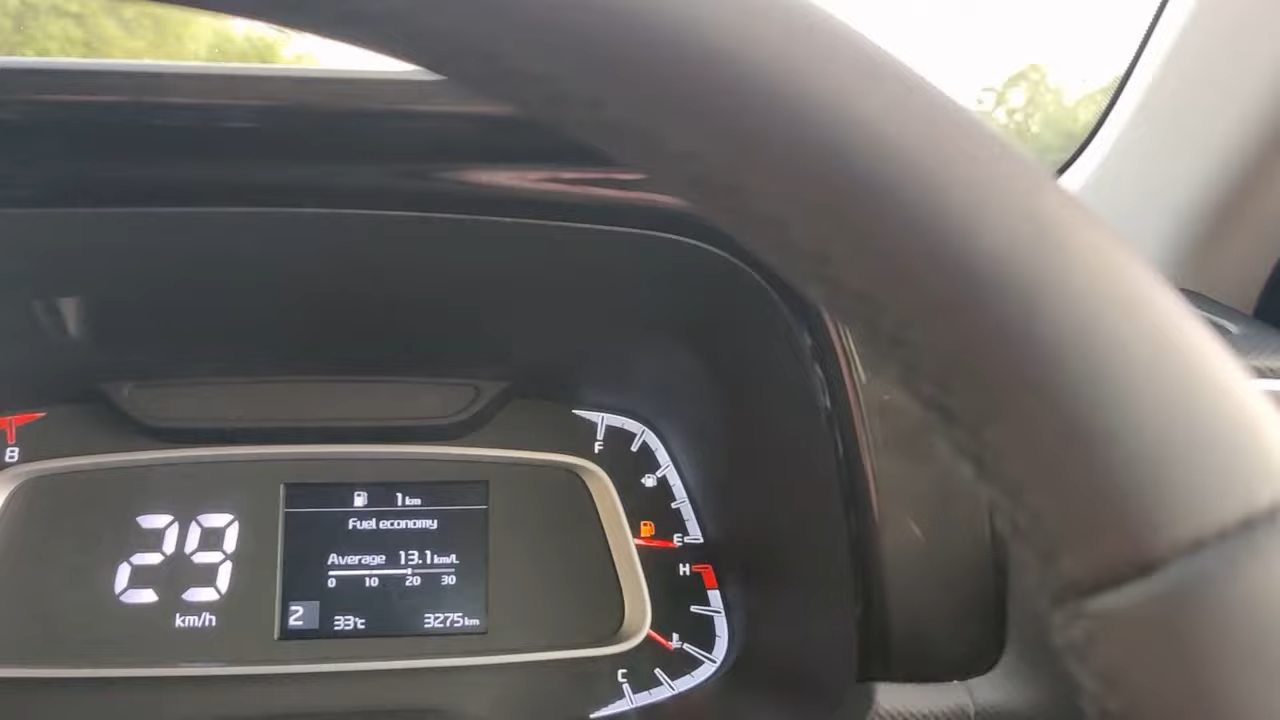 8
F
E
H
C
29
km/h
1 km
Fuel economy
Average 13.1 km/L
0 10 20 30
2 33℃ 3275 km